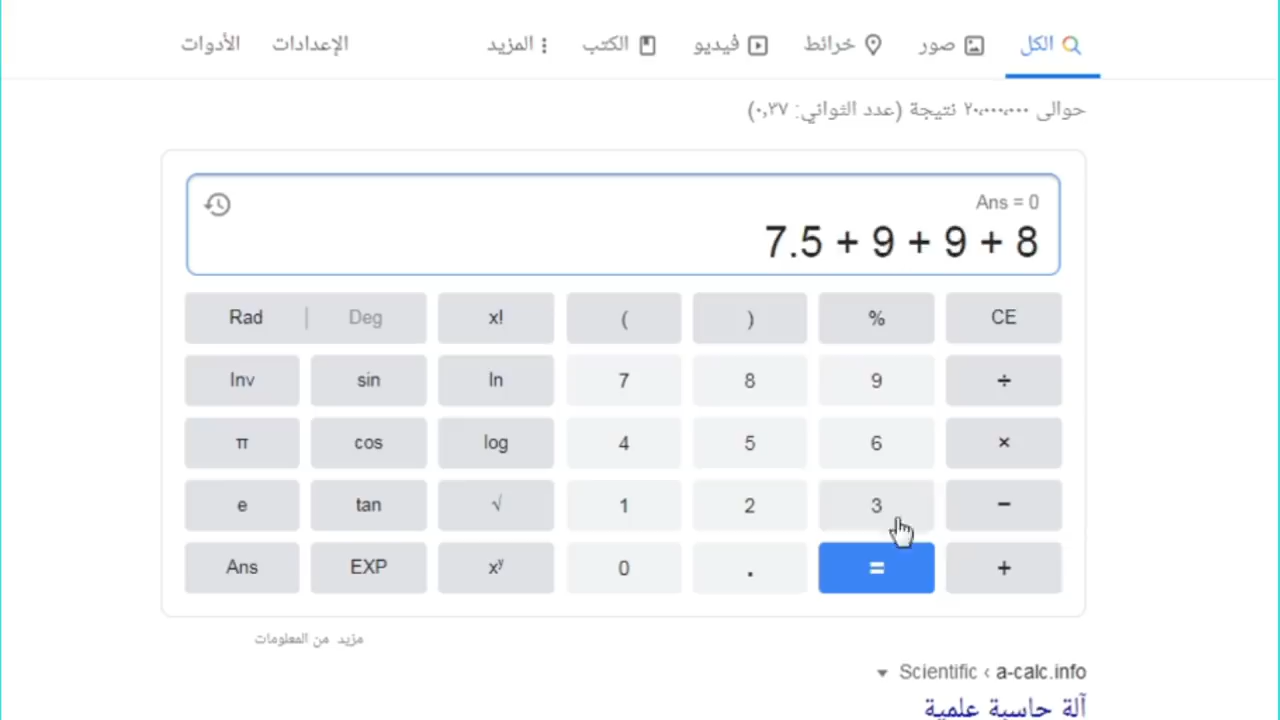 الكل صور خرائط فيديو الكتب المزيد الإعدادات الأدوات
حوالى ٢٠،٠٠٠،٠٠٠ نتيجة (عدد الثواني: ٠,٣٧)
Ans = 0
7.5 + 9 + 9 + 8
Rad | Deg x! ( ) % CE
Inv sin ln 7 8 9 ÷
π cos log 4 5 6 ×
e tan √ 1 2 3 −
Ans EXP xʸ 0 . = +
مزيد من المعلومات
Scientific ‹ a-calc.info
آلة حاسبة علمية